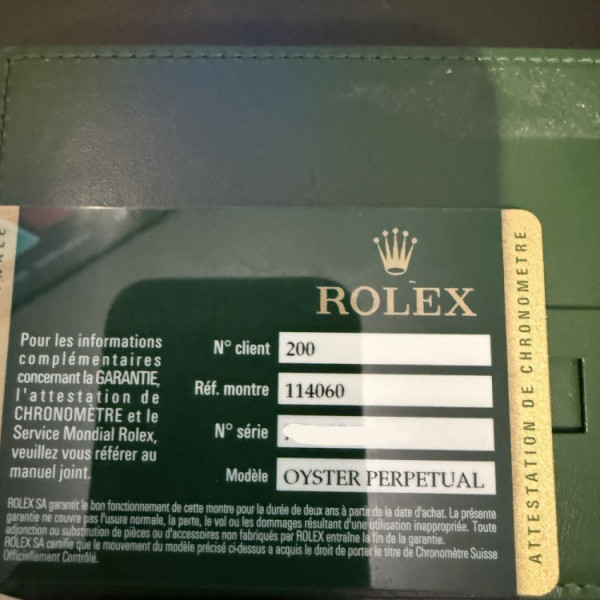 ROLEX
Pour les informations
complémentaires
concernant la GARANTIE,
l'attestation de
CHRONOMÈTRE et le
Service Mondial Rolex,
veuillez vous référer au
manuel joint.
N° client 200
Réf. montre 114060
N° série
Modèle OYSTER PERPETUAL
ROLEX SA garantit le bon fonctionnement de cette montre pour la durée de deux ans à partir de la date d'achat. La présente
garantie ne couvre pas l'usure normale, la perte, le vol ou les dommages résultant d'une utilisation inappropriée. Toute
adjonction ou substitution de pièces ou d'accessoires non fabriqués par ROLEX entraîne la fin de la garantie.
ROLEX SA certifie que le mouvement du modèle précisé ci-dessus a acquis le droit de porter le titre de Chronomètre Suisse
Officiellement Contrôlé.
ATTESTATION DE CHRONOMETRE